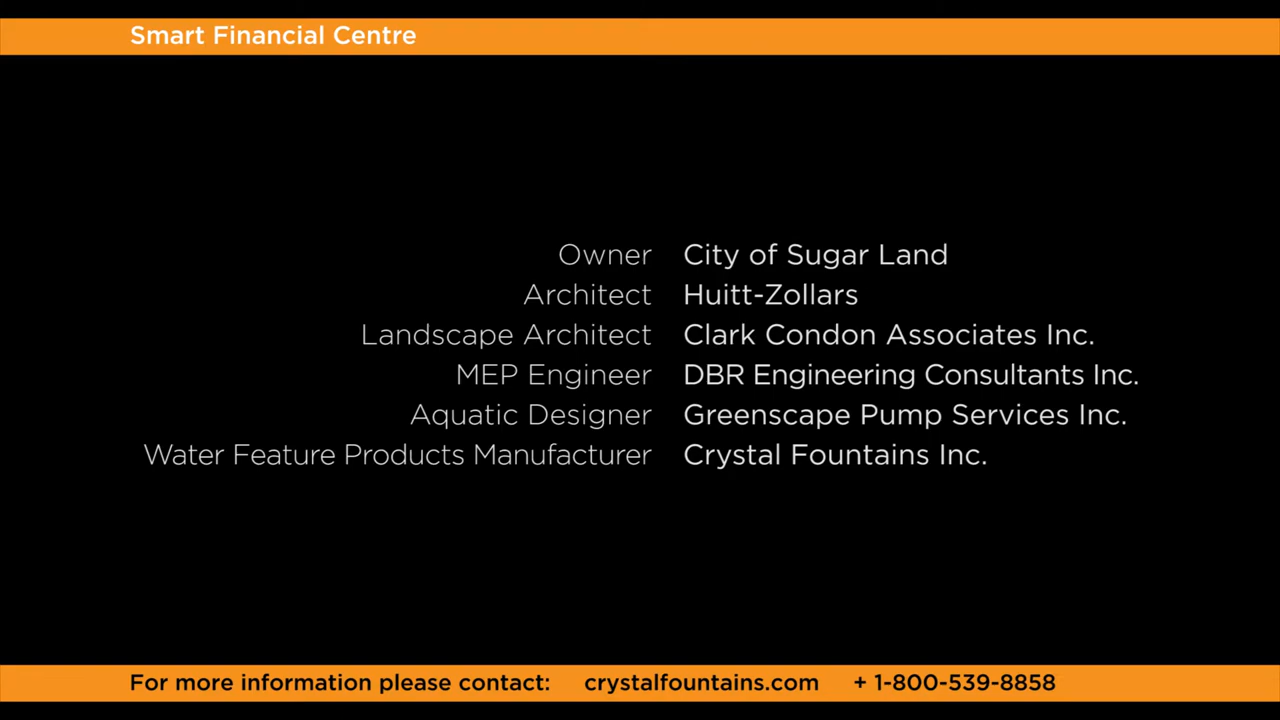 Smart Financial Centre
Owner City of Sugar Land
Architect Huitt-Zollars
Landscape Architect Clark Condon Associates Inc.
MEP Engineer DBR Engineering Consultants Inc.
Aquatic Designer Greenscape Pump Services Inc.
Water Feature Products Manufacturer Crystal Fountains Inc.
For more information please contact: crystalfountains.com + 1-800-539-8858